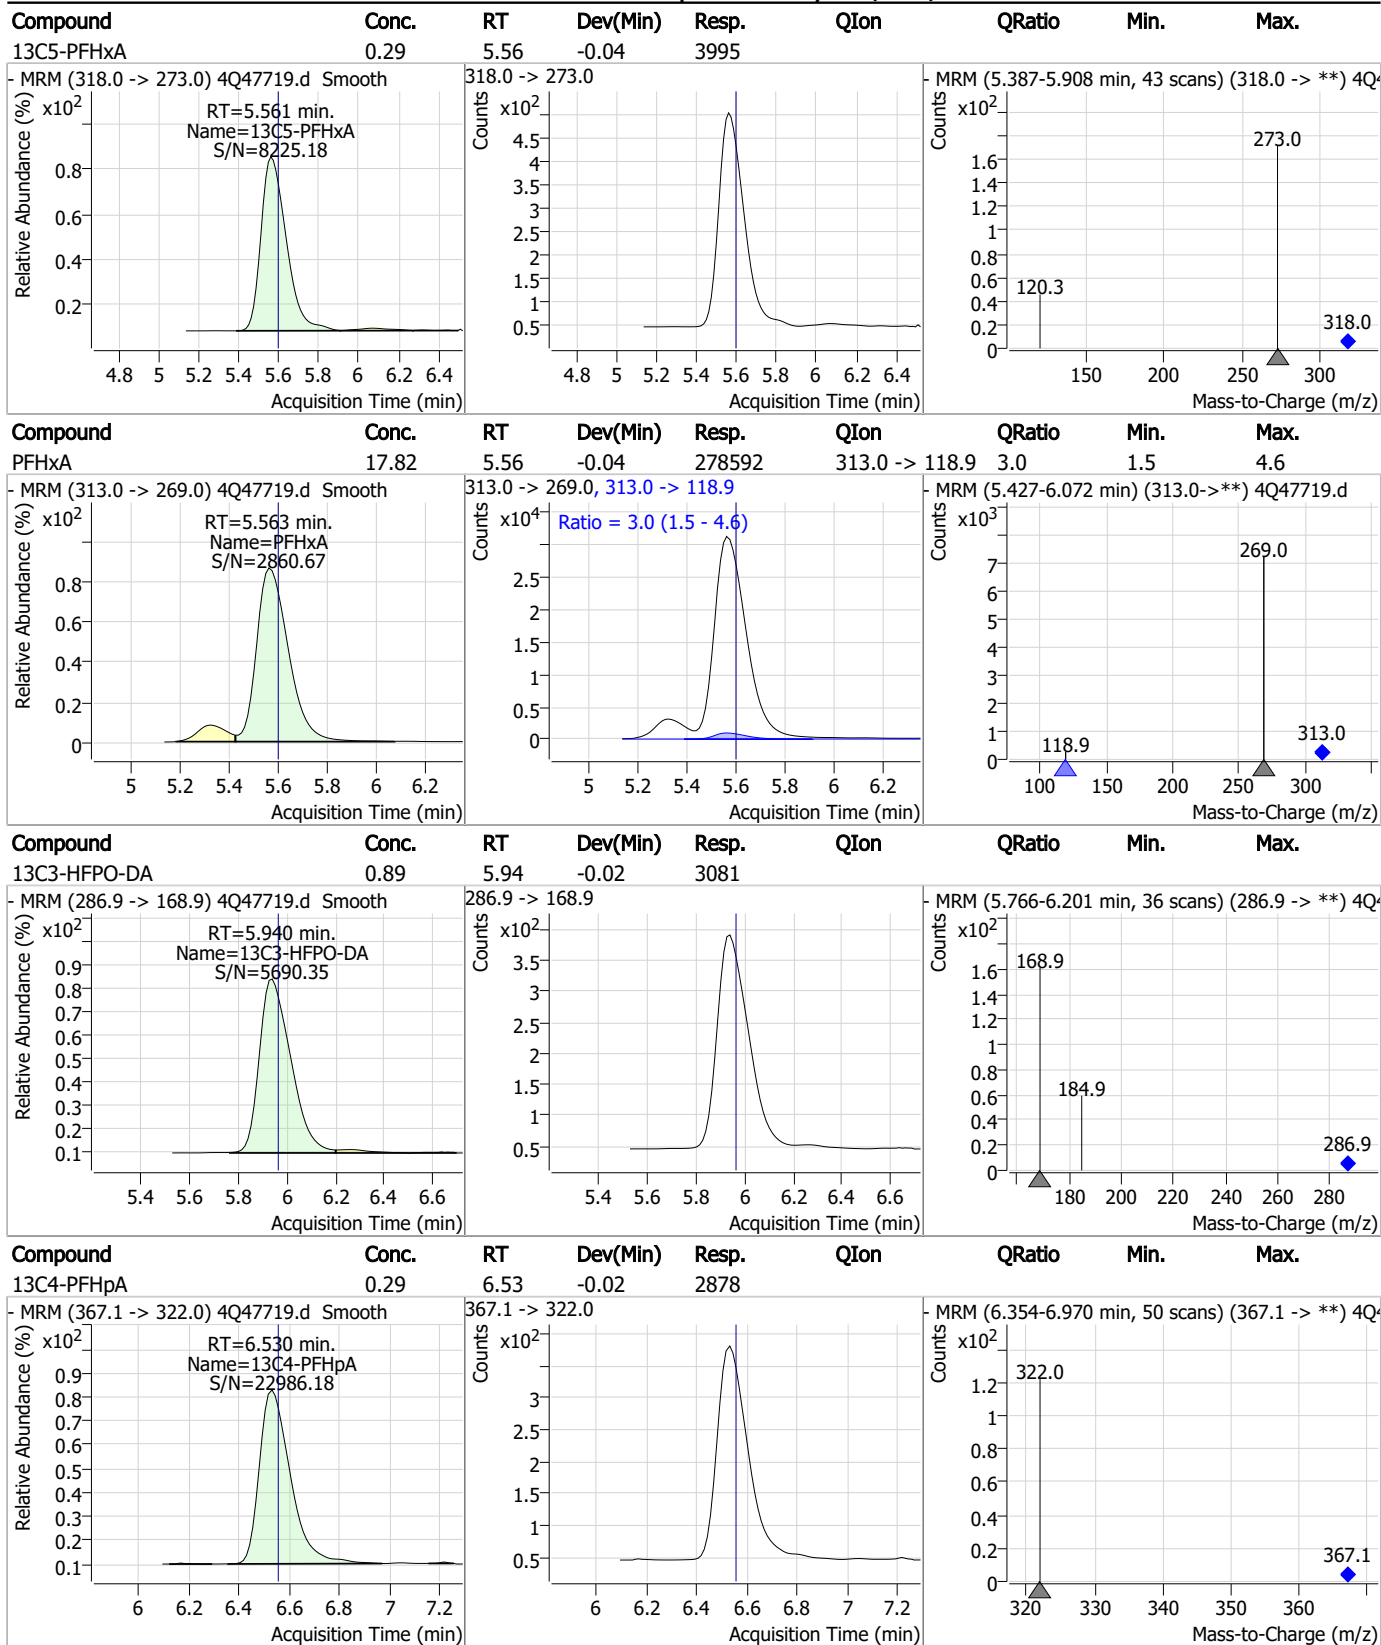 Compound Conc. RT Dev(Min) Resp. QIon QRatio Min. Max.
13C5-PFHxA 0.29 5.56 -0.04 3995
- MRM (318.0 -> 273.0) 4Q47719.d Smooth
318.0 -> 273.0
- MRM (5.387-5.908 min, 43 scans) (318.0 -> **) 4Q4
Relative Abundance (%)
x10²
RT=5.561 min.
Name=13C5-PFHxA
S/N=8225.18
0.8
0.6
0.4
0.2
4.8 5 5.2 5.4 5.6 5.8 6 6.2 6.4
Acquisition Time (min)
Counts
x10²
4.5
4
3.5
3
2.5
2
1.5
1
0.5
4.8 5 5.2 5.4 5.6 5.8 6 6.2 6.4
Acquisition Time (min)
Counts
x10²
273.0
120.3
318.0
1.6
1.4
1.2
1
0.8
0.6
0.4
0.2
0
150 200 250 300
Mass-to-Charge (m/z)
Compound Conc. RT Dev(Min) Resp. QIon QRatio Min. Max.
PFHxA 17.82 5.56 -0.04 278592 313.0 -> 118.9 3.0 1.5 4.6
- MRM (313.0 -> 269.0) 4Q47719.d Smooth
313.0 -> 269.0, 313.0 -> 118.9
- MRM (5.427-6.072 min) (313.0->**) 4Q47719.d
Relative Abundance (%)
x10²
RT=5.563 min.
Name=PFHxA
S/N=2860.67
0.8
0.6
0.4
0.2
0
5 5.2 5.4 5.6 5.8 6 6.2
Acquisition Time (min)
Counts
x10⁴
Ratio = 3.0 (1.5 - 4.6)
2.5
2
1.5
1
0.5
0
5 5.2 5.4 5.6 5.8 6 6.2
Acquisition Time (min)
Counts
x10³
269.0
118.9
313.0
7
6
5
4
3
2
1
0
100 150 200 250 300
Mass-to-Charge (m/z)
Compound Conc. RT Dev(Min) Resp. QIon QRatio Min. Max.
13C3-HFPO-DA 0.89 5.94 -0.02 3081
- MRM (286.9 -> 168.9) 4Q47719.d Smooth
286.9 -> 168.9
- MRM (5.766-6.201 min, 36 scans) (286.9 -> **) 4Q4
Relative Abundance (%)
x10²
RT=5.940 min.
Name=13C3-HFPO-DA
S/N=5690.35
0.9
0.8
0.7
0.6
0.5
0.4
0.3
0.2
0.1
5.4 5.6 5.8 6 6.2 6.4 6.6
Acquisition Time (min)
Counts
x10²
3.5
3
2.5
2
1.5
1
0.5
5.4 5.6 5.8 6 6.2 6.4 6.6
Acquisition Time (min)
Counts
x10²
168.9
184.9
286.9
1.6
1.4
1.2
1
0.8
0.6
0.4
0.2
0
180 200 220 240 260 280
Mass-to-Charge (m/z)
Compound Conc. RT Dev(Min) Resp. QIon QRatio Min. Max.
13C4-PFHpA 0.29 6.53 -0.02 2878
- MRM (367.1 -> 322.0) 4Q47719.d Smooth
367.1 -> 322.0
- MRM (6.354-6.970 min, 50 scans) (367.1 -> **) 4Q4
Relative Abundance (%)
x10²
RT=6.530 min.
Name=13C4-PFHpA
S/N=22986.18
0.9
0.8
0.7
0.6
0.5
0.4
0.3
0.2
0.1
6 6.2 6.4 6.6 6.8 7 7.2
Acquisition Time (min)
Counts
x10²
3
2.5
2
1.5
1
0.5
6 6.2 6.4 6.6 6.8 7 7.2
Acquisition Time (min)
Counts
x10²
322.0
367.1
1.2
1
0.8
0.6
0.4
0.2
0
320 330 340 350 360
Mass-to-Charge (m/z)